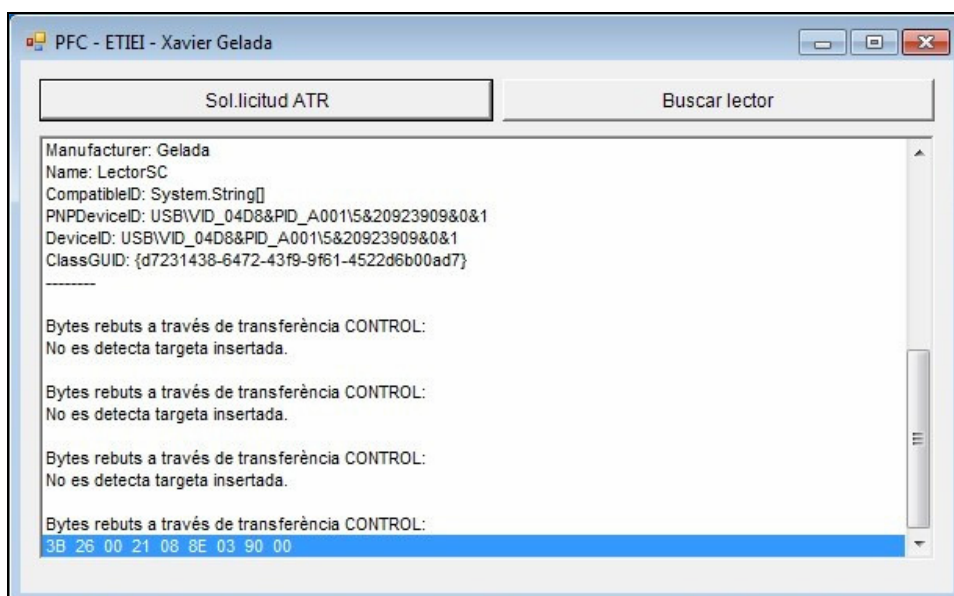 PFC - ETIEI - Xavier Gelada
Sol.licitud ATR
Buscar lector
Manufacturer: Gelada
Name: LectorSC
CompatibleID: System.String[]
PNPDeviceID: USB\VID_04D8&PID_A001\5&20923909&0&1
DeviceID: USB\VID_04D8&PID_A001\5&20923909&0&1
ClassGUID: {d7231438-6472-43f9-9f61-4522d6b00ad7}
--------
Bytes rebuts a través de transferència CONTROL:
No es detecta targeta insertada.
Bytes rebuts a través de transferència CONTROL:
No es detecta targeta insertada.
Bytes rebuts a través de transferència CONTROL:
No es detecta targeta insertada.
Bytes rebuts a través de transferència CONTROL:
3B 26 00 21 08 8E 03 90 00